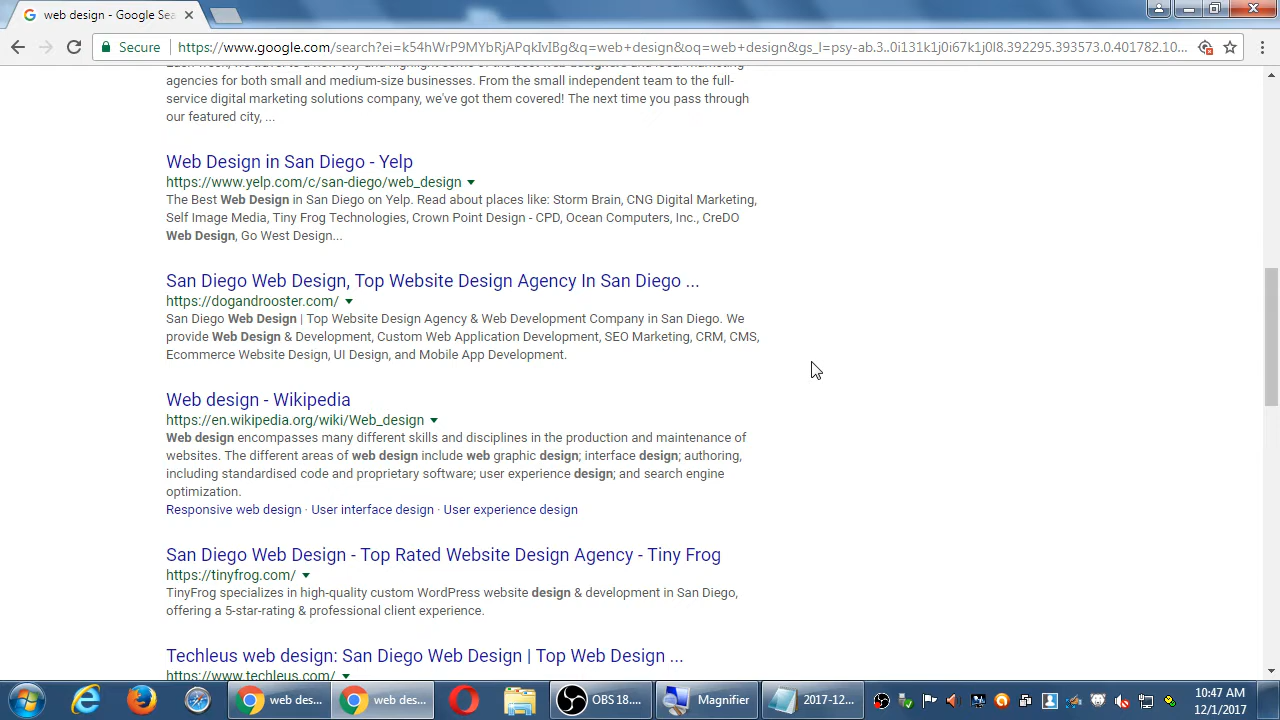 web design - Google Sea
Secure
https://www.google.com/search?ei=k54hWrP9MYbRjAPqkIvIBg&q=web+design&oq=web+design&gs_l=psy-ab.3..0i131k1j0i67k1j0l8.392295.393573.0.401782.10...
agencies for both small and medium-size businesses. From the small independent team to the full-
service digital marketing solutions company, we've got them covered! The next time you pass through
our featured city, ...
Web Design in San Diego - Yelp
https://www.yelp.com/c/san-diego/web_design
The Best Web Design in San Diego on Yelp. Read about places like: Storm Brain, CNG Digital Marketing,
Self Image Media, Tiny Frog Technologies, Crown Point Design - CPD, Ocean Computers, Inc., CreDO
Web Design, Go West Design...
San Diego Web Design, Top Website Design Agency In San Diego ...
https://dogandrooster.com/
San Diego Web Design | Top Website Design Agency & Web Development Company in San Diego. We
provide Web Design & Development, Custom Web Application Development, SEO Marketing, CRM, CMS,
Ecommerce Website Design, UI Design, and Mobile App Development.
Web design - Wikipedia
https://en.wikipedia.org/wiki/Web_design
Web design encompasses many different skills and disciplines in the production and maintenance of
websites. The different areas of web design include web graphic design; interface design; authoring,
including standardised code and proprietary software; user experience design; and search engine
optimization.
Responsive web design · User interface design · User experience design
San Diego Web Design - Top Rated Website Design Agency - Tiny Frog
https://tinyfrog.com/
TinyFrog specializes in high-quality custom WordPress website design & development in San Diego,
offering a 5-star-rating & professional client experience.
Techleus web design: San Diego Web Design | Top Web Design ...
https://www.techleus.com/
web des...
web des...
OBS 18....
Magnifier
2017-12...
10:47 AM
12/1/2017